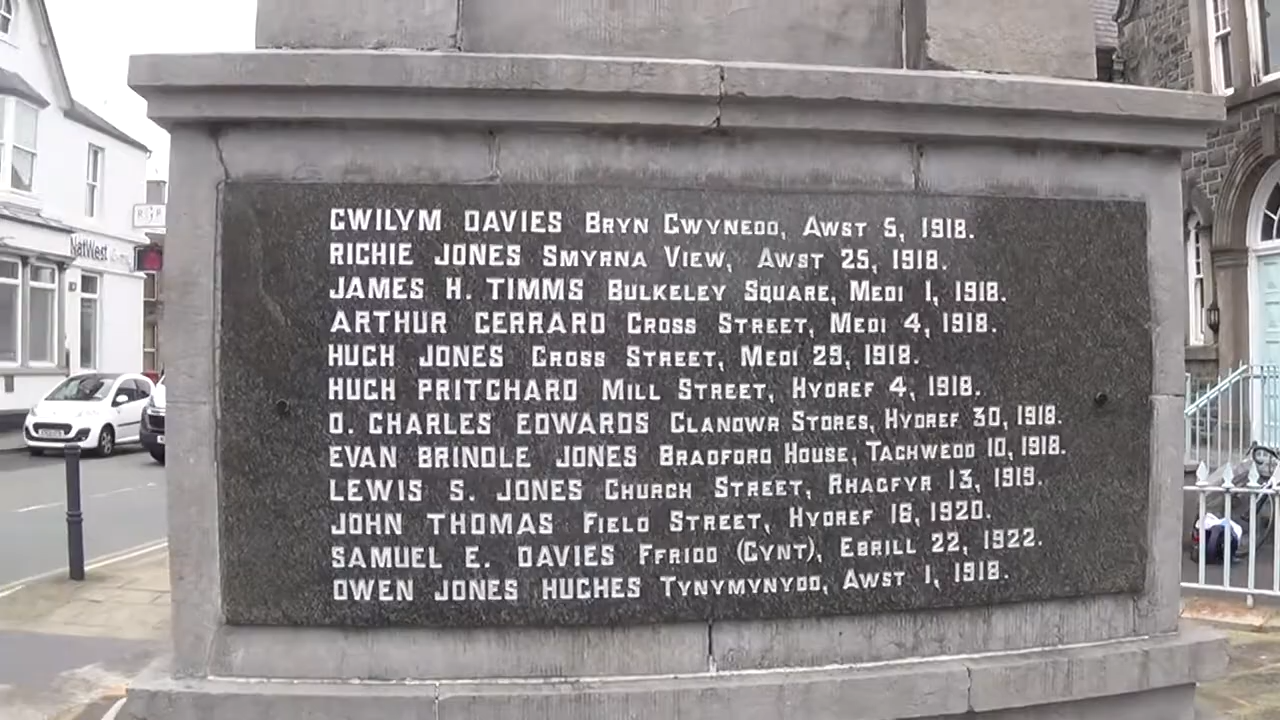 GWILYM DAVIES BRYN GWYNEDD, AWST 5, 1918.
RICHIE JONES SMYRNA VIEW, AWST 25, 1918.
JAMES H. TIMMS BULKELEY SQUARE, MEDI 1, 1918.
ARTHUR GERRARD CROSS STREET, MEDI 4, 1918.
HUGH JONES CROSS STREET, MEDI 29, 1918.
HUGH PRITCHARD MILL STREET, HYDREF 4, 1918.
O. CHARLES EDWARDS GLANDWR STORES, HYDREF 30, 1918.
EVAN BRINDLE JONES BRADFORD HOUSE, TACHWEDD 10, 1918.
LEWIS S. JONES CHURCH STREET, RHAGFYR 13, 1919.
JOHN THOMAS FIELD STREET, HYDREF 16, 1920.
SAMUEL E. DAVIES FFRIDD (GYNT), EBRILL 22, 1922.
OWEN JONES HUGHES TYNYMYNYDD, AWST 1, 1918.
NatWest